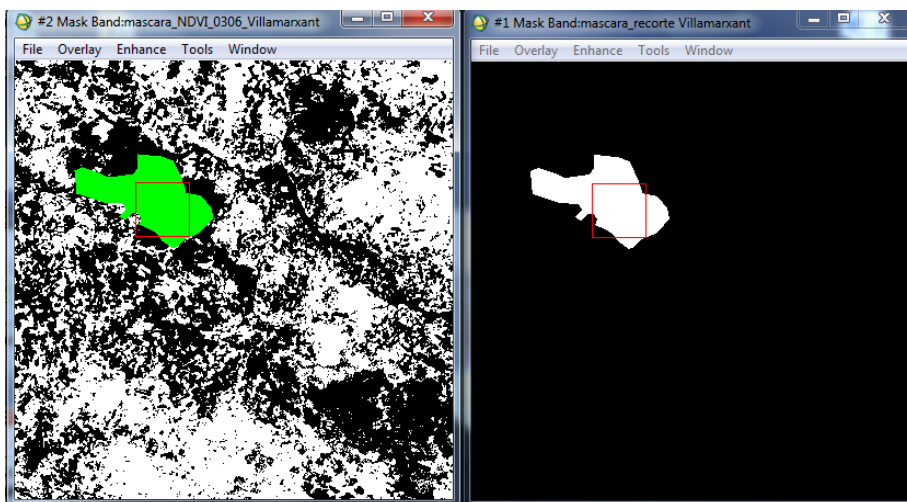 #2 Mask Band:mascara_NDVI_0306_Villamarxant
File Overlay Enhance Tools Window
#1 Mask Band:mascara_recorte Villamarxant
File Overlay Enhance Tools Window